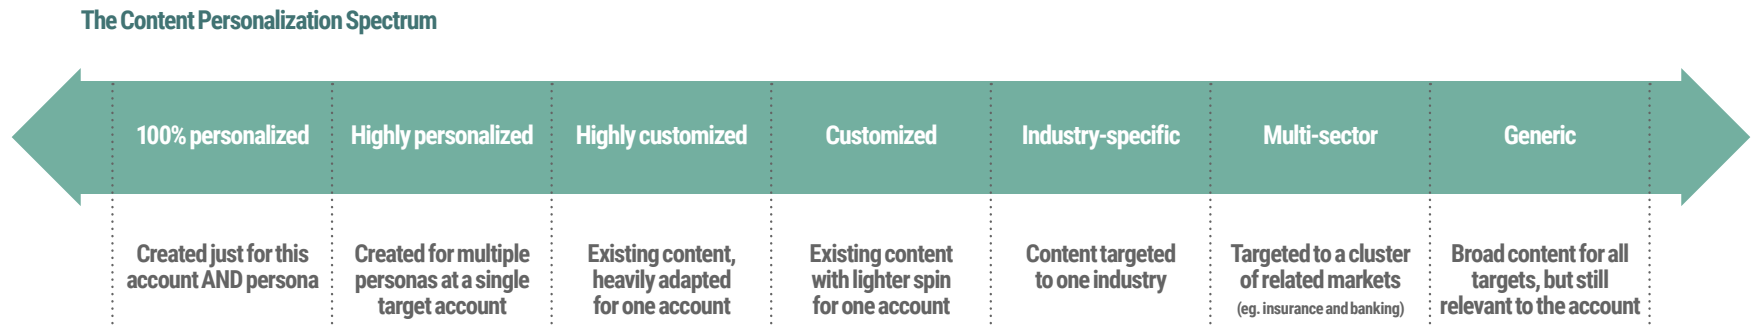 The Content Personalization Spectrum
100% personalized
Highly personalized
Highly customized
Customized
Industry-specific
Multi-sector
Generic
Created just for this
account AND persona
Created for multiple
personas at a single
target account
Existing content,
heavily adapted
for one account
Existing content
with lighter spin
for one account
Content targeted
to one industry
Targeted to a cluster
of related markets
(eg. insurance and banking)
Broad content for all
targets, but still
relevant to the account